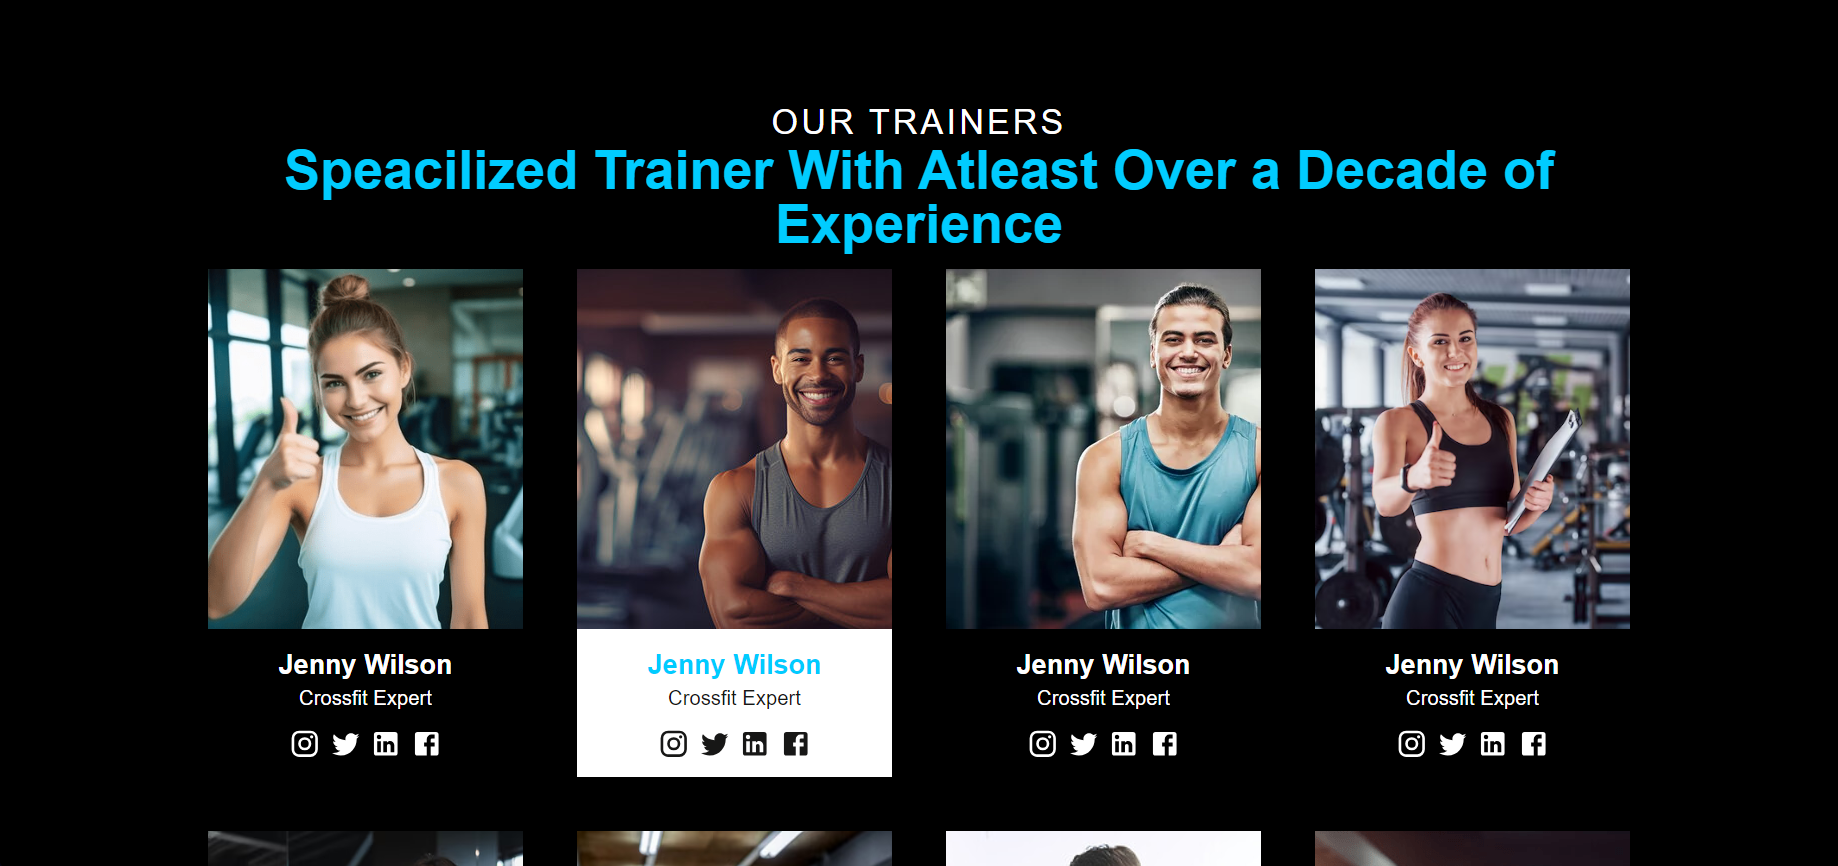 OUR TRAINERS
Speacilized Trainer With Atleast Over a Decade of
Experience
Jenny Wilson
Crossfit Expert
Jenny Wilson
Crossfit Expert
Jenny Wilson
Crossfit Expert
Jenny Wilson
Crossfit Expert